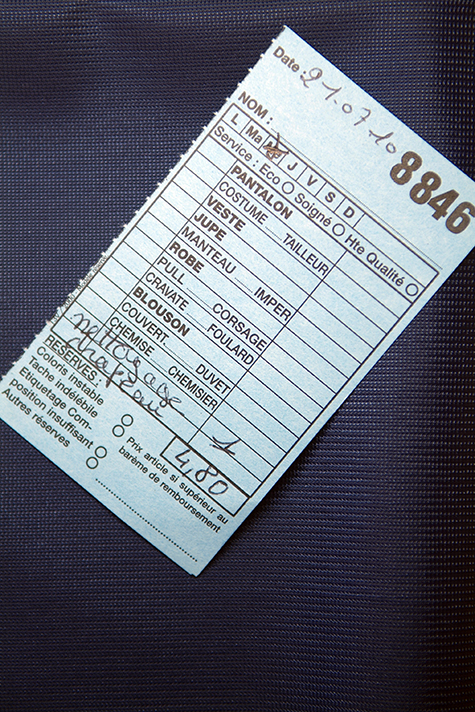 Date : 21.07.10
8846
NOM :
L Ma J V S D
Service : Eco Soigné Hte Qualité
PANTALON
COSTUME TAILLEUR
VESTE
JUPE
MANTEAU IMPER
ROBE
PULL CORSAGE
CRAVATE FOULARD
BLOUSON
COUVERT. DUVET
CHEMISE CHEMISIER
nettoyage
chapeau 1
4,80
RESERVES :
Coloris instable
Tache indélébile
Etiquetage Com-
position insuffisant
Autres réserves
Prix article si supérieur au
barème de remboursement